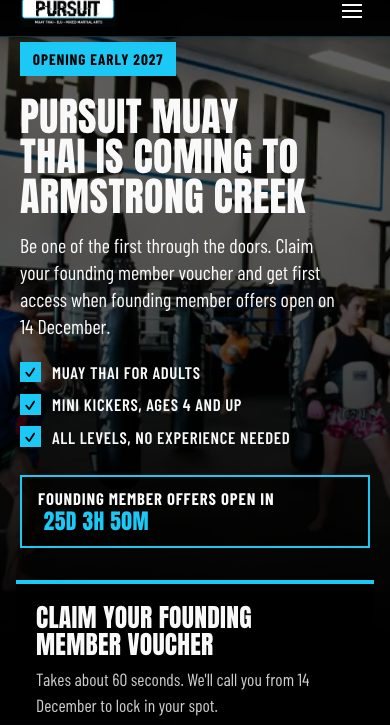 PURSUIT
MUAY THAI - BJJ - MIXED MARTIAL ARTS
OPENING EARLY 2027
PURSUIT MUAY
THAI IS COMING TO
ARMSTRONG CREEK
Be one of the first through the doors. Claim
your founding member voucher and get first
access when founding member offers open on
14 December.
MUAY THAI FOR ADULTS
MINI KICKERS, AGES 4 AND UP
ALL LEVELS, NO EXPERIENCE NEEDED
FOUNDING MEMBER OFFERS OPEN IN
25D 3H 50M
CLAIM YOUR FOUNDING
MEMBER VOUCHER
Takes about 60 seconds. We'll call you from 14
December to lock in your spot.